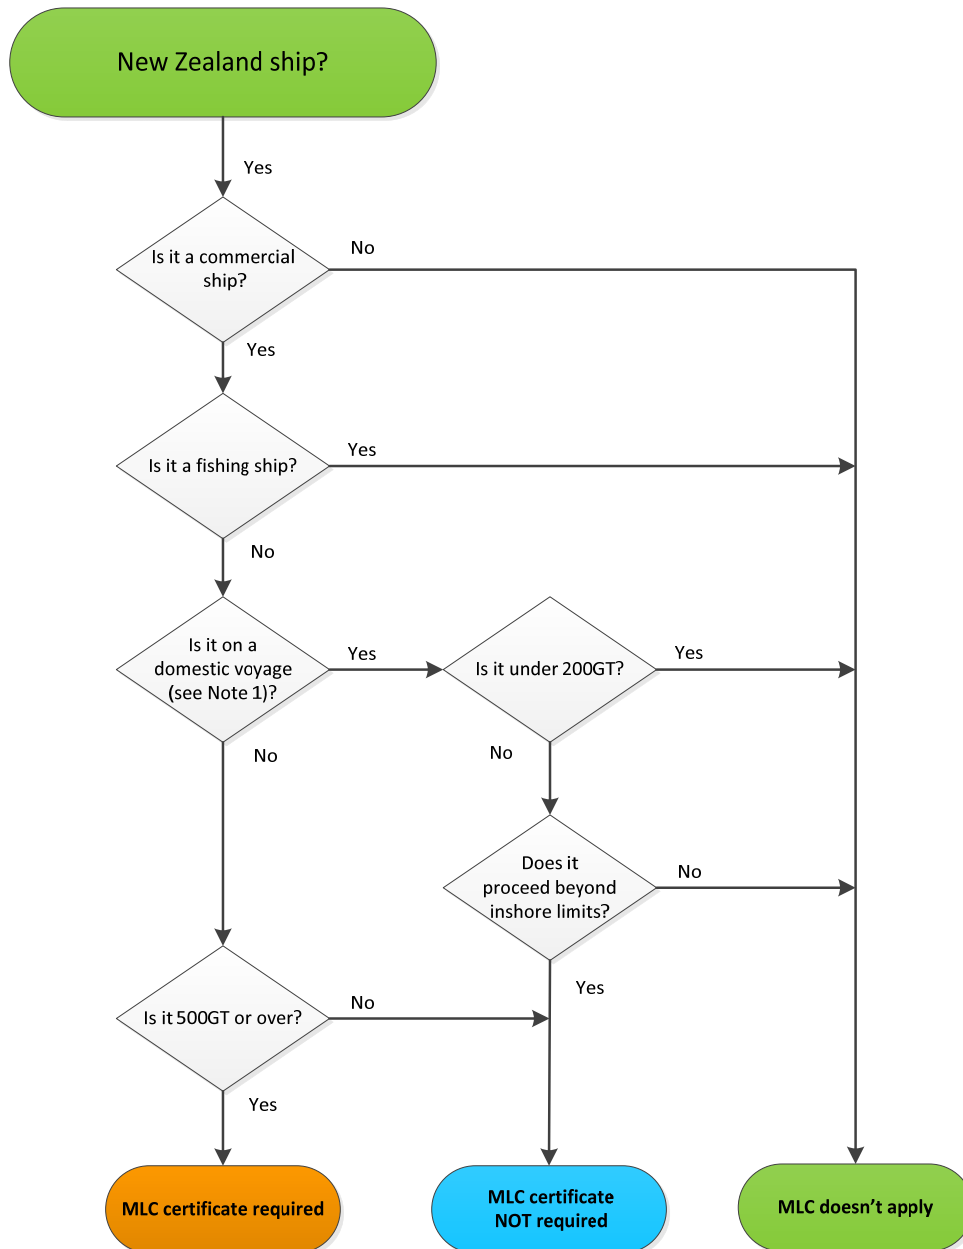 New Zealand ship?
Yes
Is it a commercial
ship?
No
Yes
Is it a fishing ship?
Yes
No
Is it on a
domestic voyage
(see Note 1)?
Yes
Is it under 200GT?
Yes
No
No
Does it
proceed beyond
inshore limits?
No
Yes
Is it 500GT or over?
No
Yes
MLC certificate required
MLC certificate
NOT required
MLC doesn’t apply